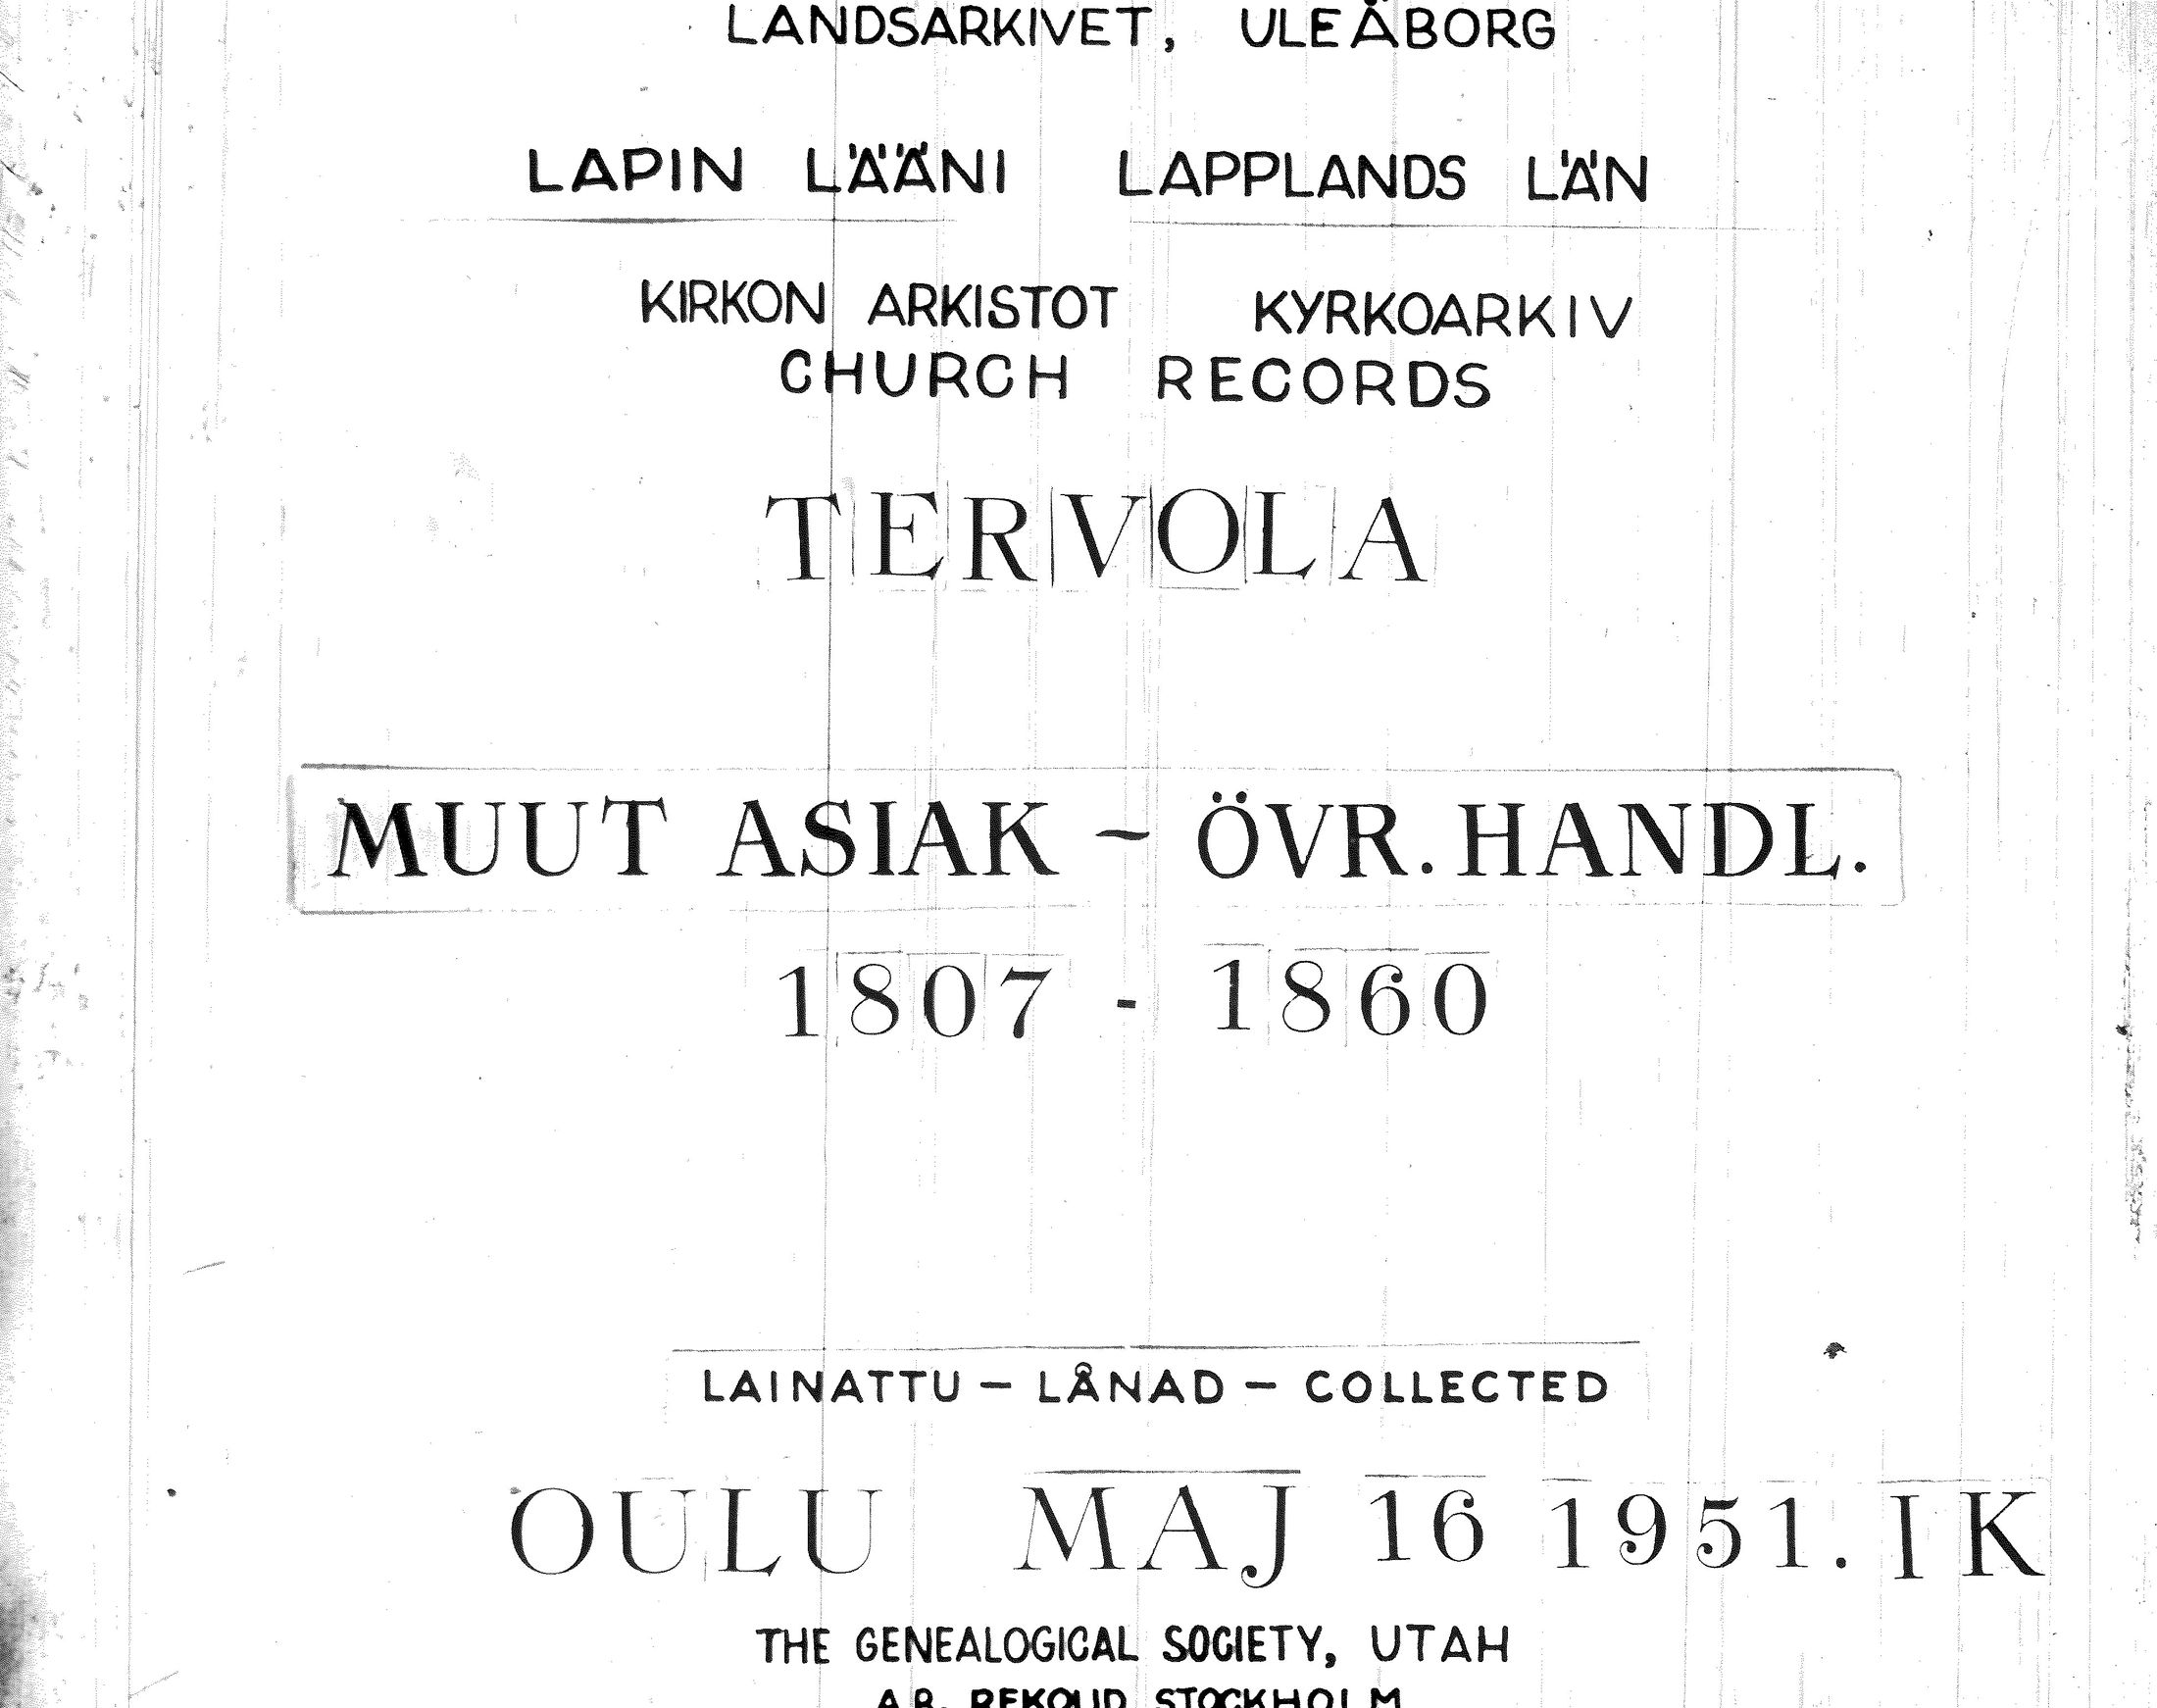 LANDSARKIVET, ULEÅBORG
LAPIN LÄÄNI LAPPLANDS LÄN
KIRKON ARKISTOT KYRKOARKIV
CHURCH RECORDS
TERVOLA
MUUT ASIAK ~ ÖVR. HANDL.
1807 - 1860
LAINATTU — LÅNAD — COLLECTED
OULU MAJ 16 1951. IK
THE GENEALOGICAL SOCIETY, UTAH
AB. REKOLID STOCKHOLM